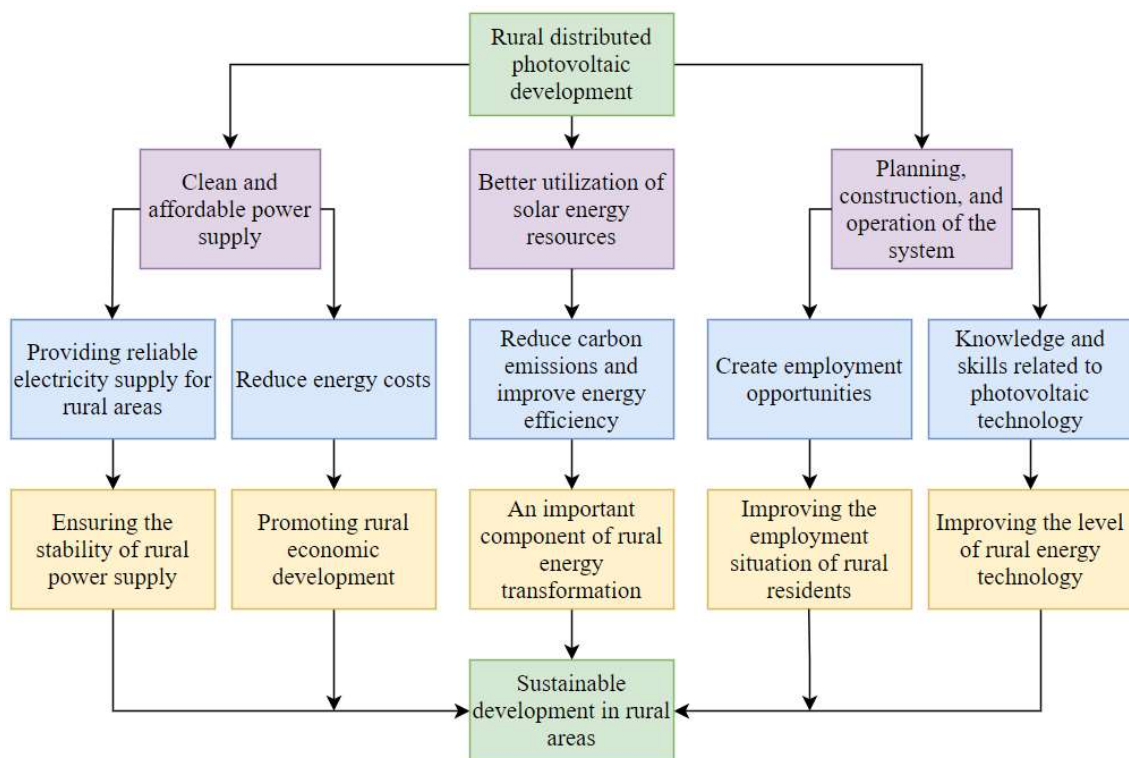 Rural distributed
photovoltaic
development
Clean and
affordable power
supply
Better utilization of
solar energy
resources
Planning,
construction, and
operation of the
system
Providing reliable
electricity supply for
rural areas
Reduce energy costs
Reduce carbon
emissions and
improve energy
efficiency
Create employment
opportunities
Knowledge and
skills related to
photovoltaic
technology
Ensuring the
stability of rural
power supply
Promoting rural
economic
development
An important
component of rural
energy
transformation
Improving the
employment
situation of rural
residents
Improving the level
of rural energy
technology
Sustainable
development in rural
areas